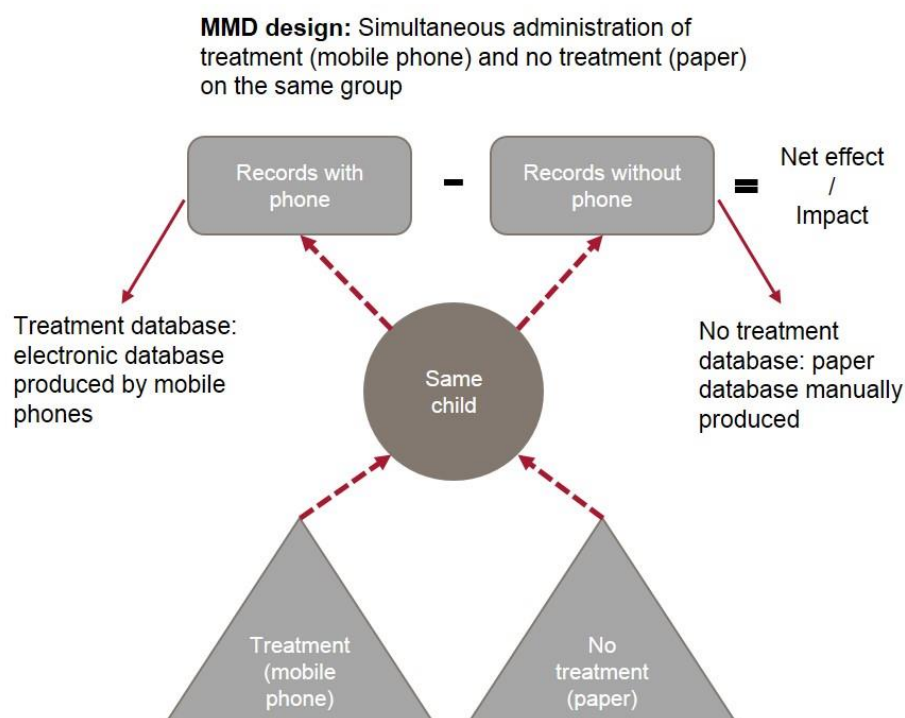 MMD design: Simultaneous administration of
treatment (mobile phone) and no treatment (paper)
on the same group
Records with
phone
-
Records without
phone
=
Net effect
/
Impact
Treatment database:
electronic database
produced by mobile
phones
Same
child
No treatment
database: paper
database manually
produced
Treatment
(mobile
phone)
No
treatment
(paper)